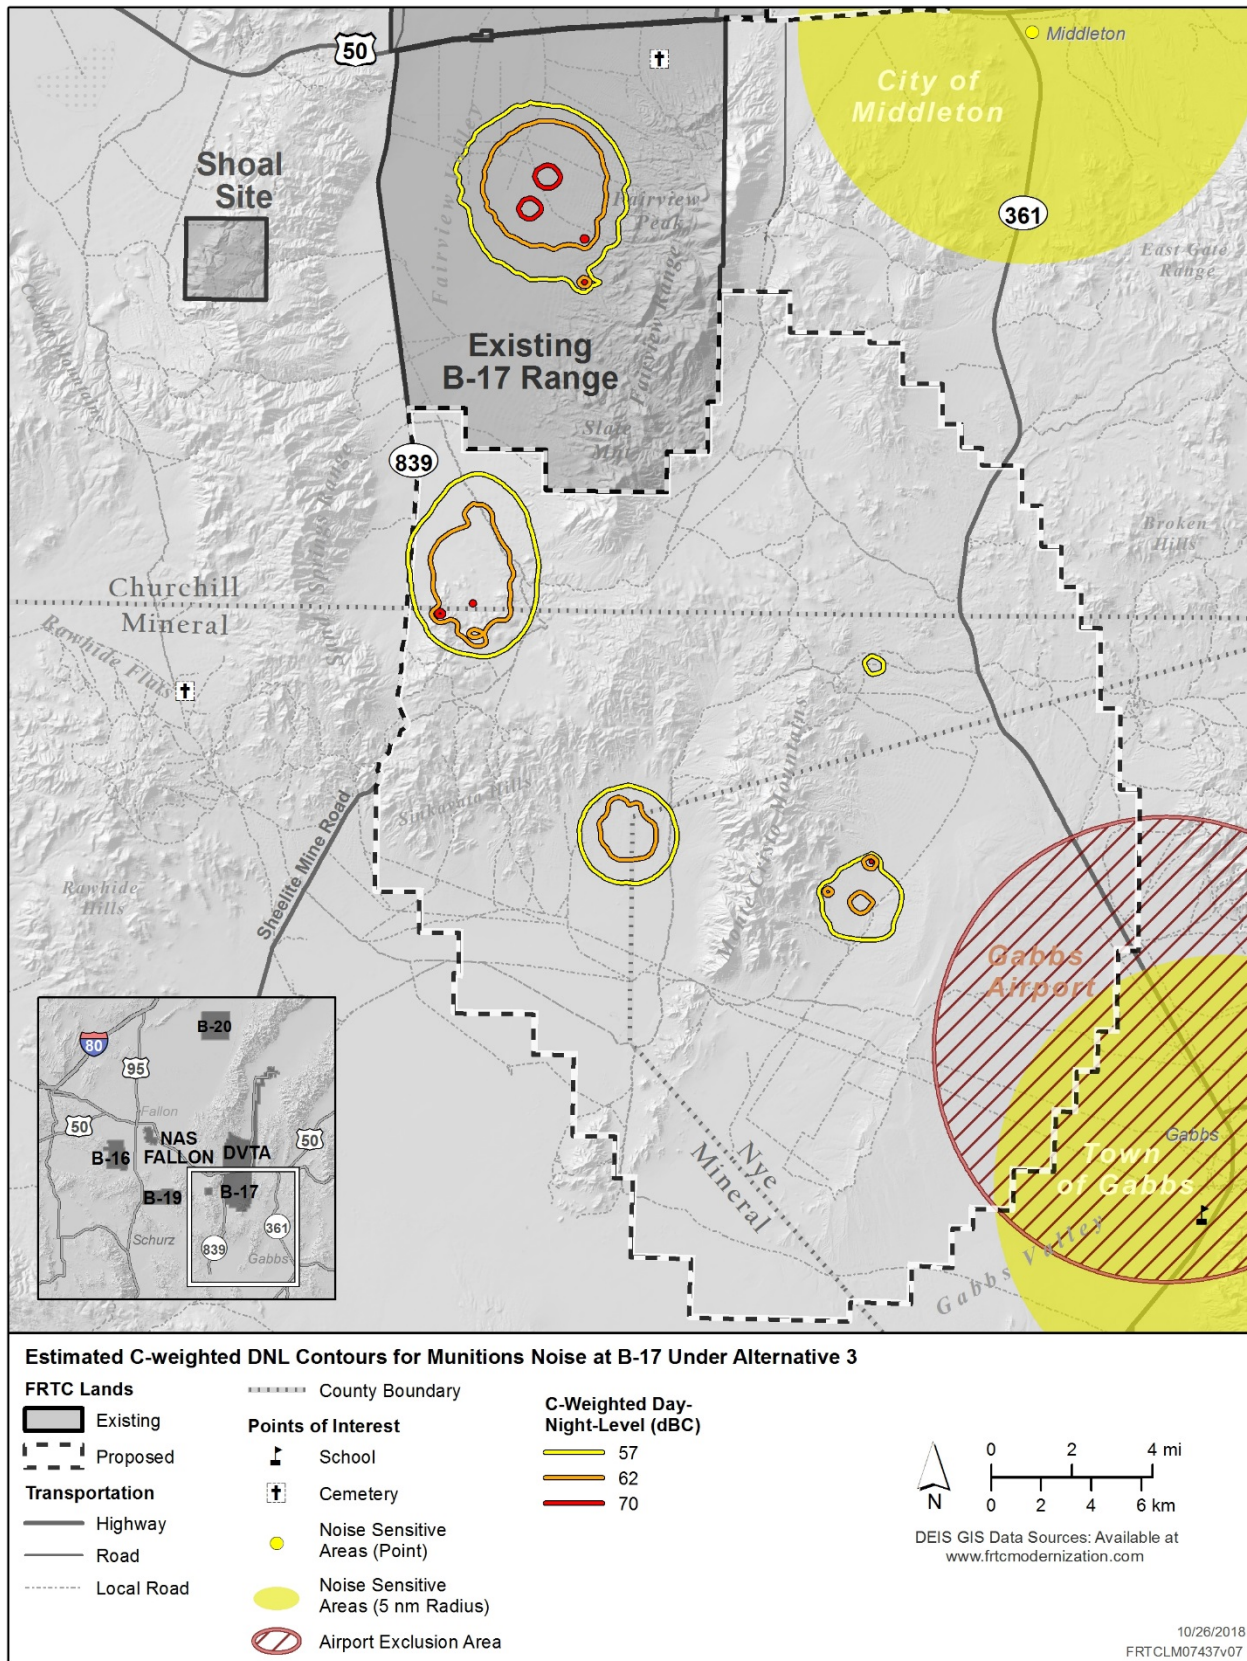 50
Middleton
City of
Middleton
Shoal
Site
Fairview Valley
Fairview
Peak
361
East Gate
Range
Fairview Range
Existing
B-17 Range
Slate
Mtn
839
Broken
Hills
Churchill
Mineral
Rawhide Flats
Sinkavata Hills
Monte Cristo Mountains
Sheelite Mine Road
Rawhide
Hills
Gabbs
Airport
Gabbs
Town
of Gabbs
Nye
Mineral
Gabbs Valley
B-20
80
95
Fallon
50
NAS
FALLON
DVTA
50
B-16
B-19
B-17
Schurz
839
361
Gabbs
Estimated C-weighted DNL Contours for Munitions Noise at B-17 Under Alternative 3
FRTC Lands
Existing
Proposed
Transportation
Highway
Road
Local Road
County Boundary
Points of Interest
School
Cemetery
Noise Sensitive
Areas (Point)
Noise Sensitive
Areas (5 nm Radius)
Airport Exclusion Area
C-Weighted Day-
Night-Level (dBC)
57
62
70
N
0 2 4 mi
0 2 4 6 km
DEIS GIS Data Sources: Available at
www.frtcmodernization.com
10/26/2018
FRTCLM07437v07